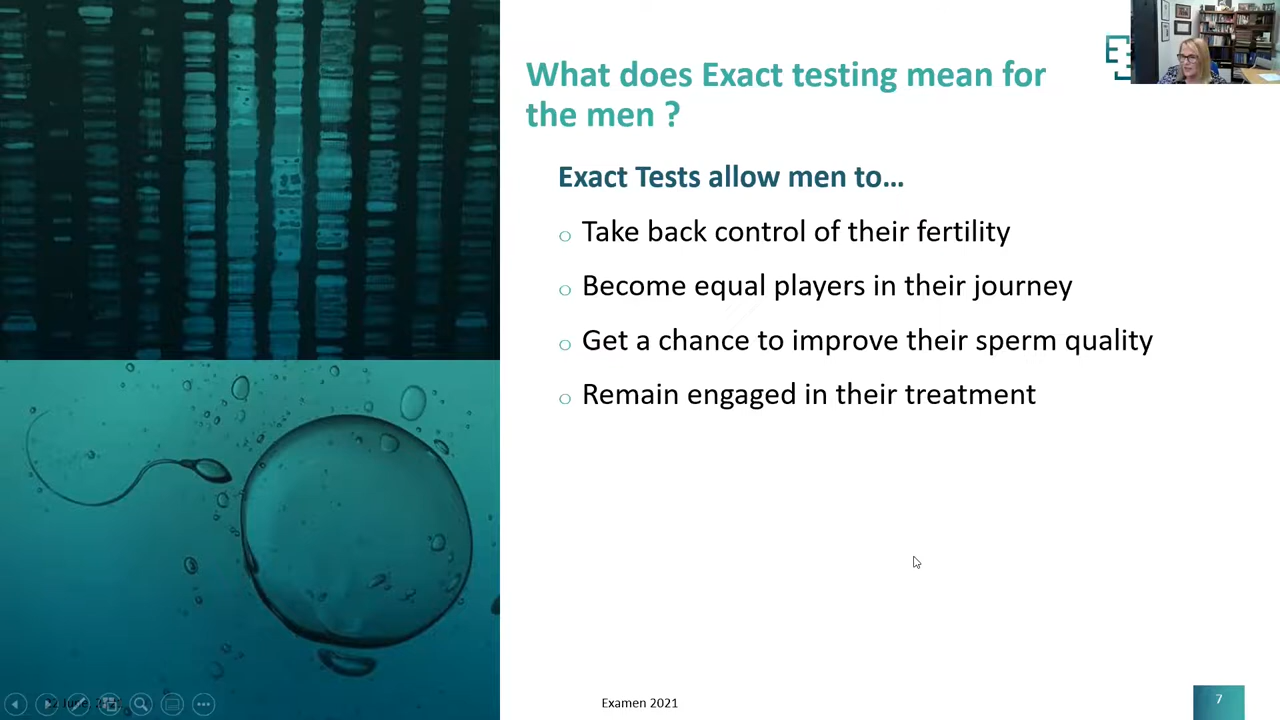 What does Exact testing mean for
the men ?
Exact Tests allow men to...
o Take back control of their fertility
o Become equal players in their journey
o Get a chance to improve their sperm quality
o Remain engaged in their treatment
Examen 2021
7